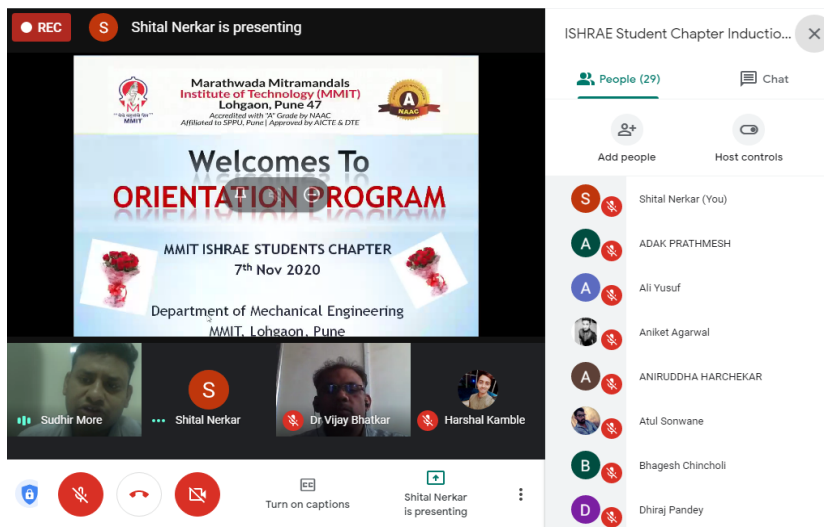 REC
S
Shital Nerkar is presenting
Marathwada Mitramandals
Institute of Technology (MMIT)
Lohgaon, Pune 47
Accredited with "A" Grade by NAAC
Affiliated to SPPU, Pune | Approved by AICTE & DTE
MMIT
A
NAAC
Welcomes To
ORIENTATION PROGRAM
MMIT ISHRAE STUDENTS CHAPTER
7th Nov 2020
Department of Mechanical Engineering
MMIT, Lohgaon, Pune
Sudhir More
S
Shital Nerkar
Dr Vijay Bhatkar
Harshal Kamble
CC
Turn on captions
Shital Nerkar
is presenting
ISHRAE Student Chapter Inductio...
People (29)
Chat
Add people
Host controls
S
Shital Nerkar (You)
A
ADAK PRATHMESH
A
Ali Yusuf
Aniket Agarwal
A
ANIRUDDHA HARCHEKAR
Atul Sonwane
B
Bhagesh Chincholi
D
Dhiraj Pandey